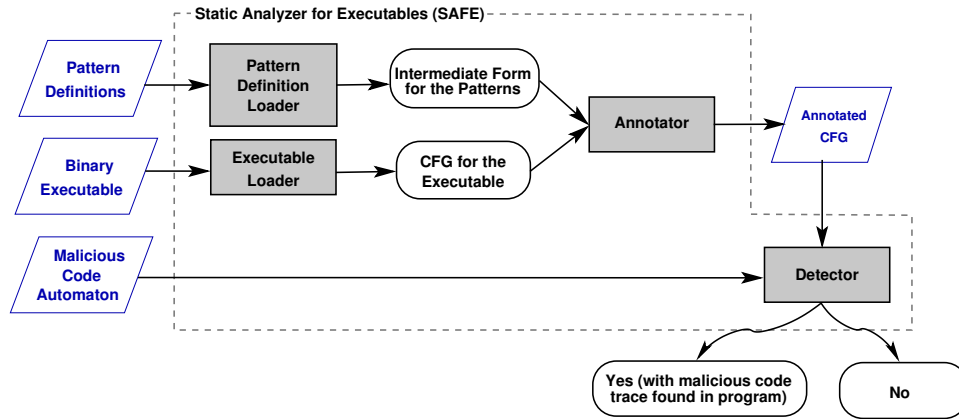 Static Analyzer for Executables (SAFE)
Pattern
Definitions
Pattern
Definition
Loader
Intermediate Form
for the Patterns
Annotator
Annotated
CFG
Binary
Executable
Executable
Loader
CFG for the
Executable
Malicious
Code
Automaton
Detector
Yes (with malicious code
trace found in program)
No